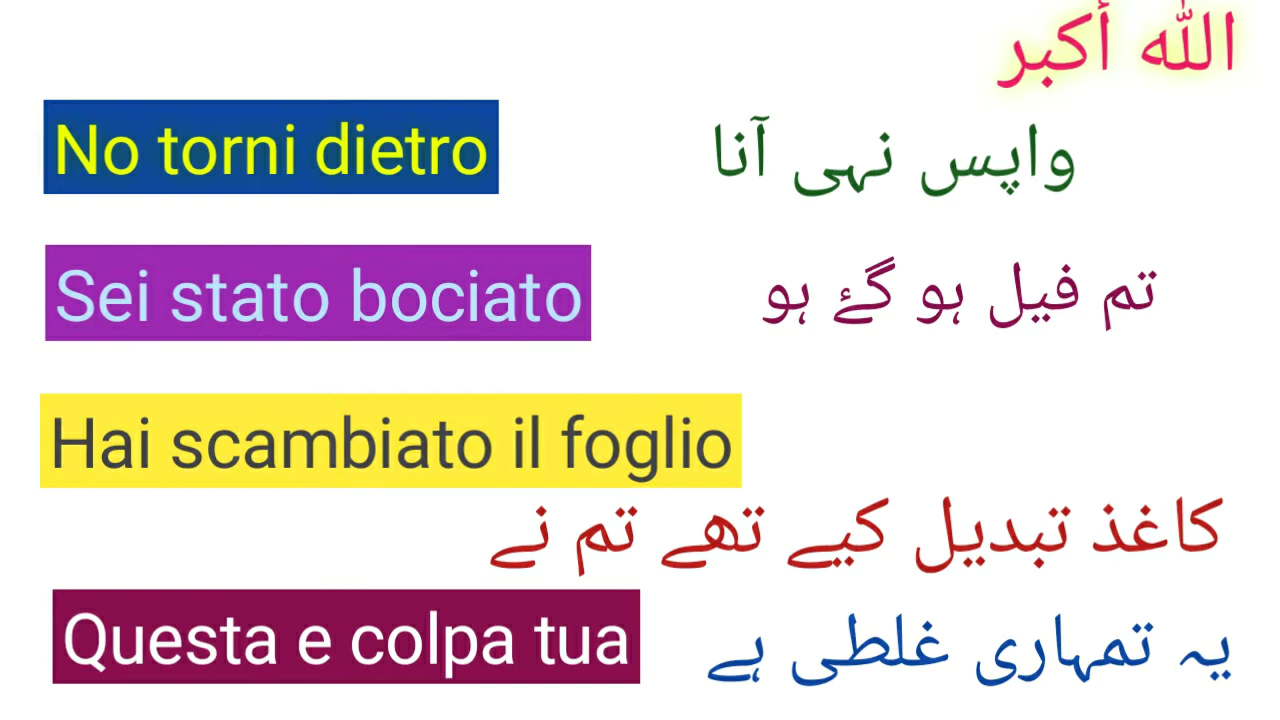 الله أكبر
No torni dietro
واپس نہی آنا
Sei stato bociato
تم فیل ہو گئے ہو
Hai scambiato il foglio
کاغذ تبدیل کیے تھے تم نے
Questa e colpa tua
یہ تمہاری غلطی ہے